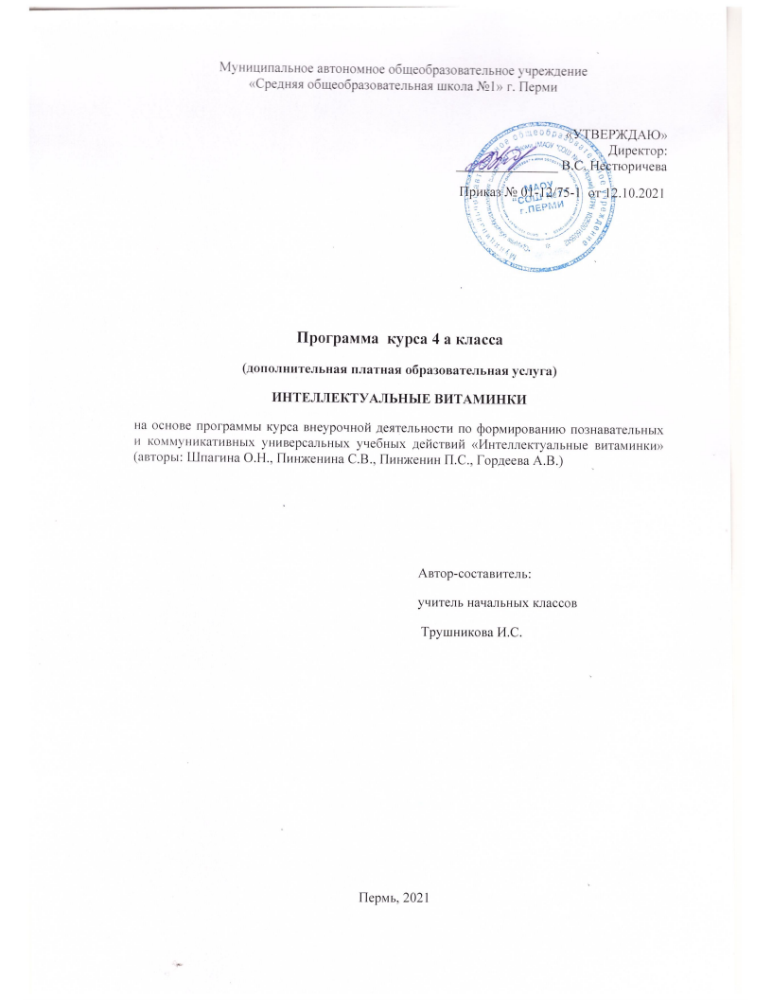 Муниципальное автономное общеобразовательное учреждение
«Средняя общеобразовательная школа №1» г. Перми
«УТВЕРЖДАЮ»
Директор:
В.С. Нестюричева
Приказ № 01-12/75-1 от 12.10.2021
МАОУ
"СОШ №1"
г.ПЕРМИ
Программа курса 4 а класса
(дополнительная платная образовательная услуга)
ИНТЕЛЛЕКТУАЛЬНЫЕ ВИТАМИНКИ
на основе программы курса внеурочной деятельности по формированию познавательных
и коммуникативных универсальных учебных действий «Интеллектуальные витаминки»
(авторы: Шпагина О.Н., Пинженина С.В., Пинженин П.С., Гордеева А.В.)
Автор-составитель:
учитель начальных классов
Трушникова И.С.
Пермь, 2021